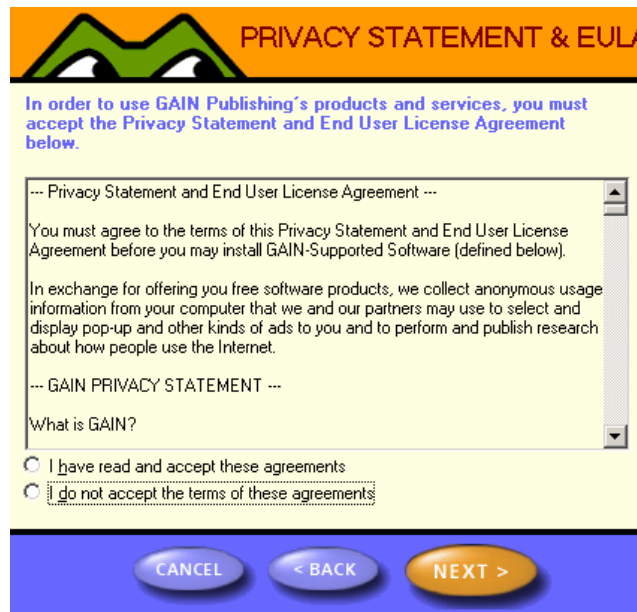 PRIVACY STATEMENT & EULA
In order to use GAIN Publishing´s products and services, you must
accept the Privacy Statement and End User License Agreement
below.
--- Privacy Statement and End User License Agreement ---
You must agree to the terms of this Privacy Statement and End User License
Agreement before you may install GAIN-Supported Software (defined below).
In exchange for offering you free software products, we collect anonymous usage
information from your computer that we and our partners may use to select and
display pop-up and other kinds of ads to you and to perform and publish research
about how people use the Internet.
--- GAIN PRIVACY STATEMENT ---
What is GAIN?
I have read and accept these agreements
I do not accept the terms of these agreements
CANCEL
< BACK
NEXT >